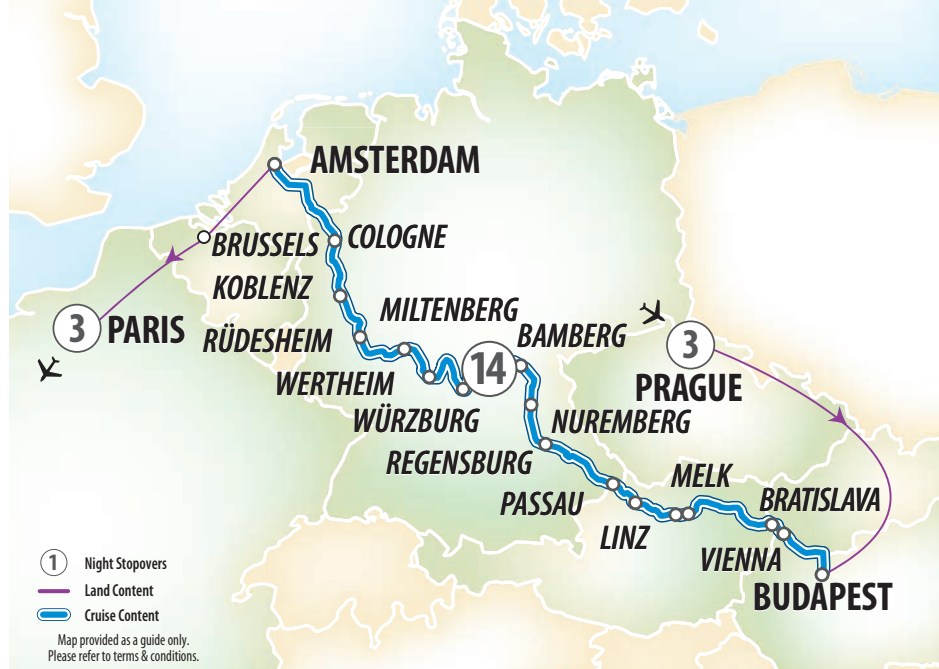 AMSTERDAM
BRUSSELS
COLOGNE
KOBLENZ
MILTENBERG
3 PARIS
RÜDESHEIM
BAMBERG
3
14
WERTHEIM
PRAGUE
WÜRZBURG
NUREMBERG
REGENSBURG
MELK
PASSAU
BRATISLAVA
LINZ
VIENNA
BUDAPEST
1 Night Stopovers
Land Content
Cruise Content
Map provided as a guide only.
Please refer to terms & conditions.